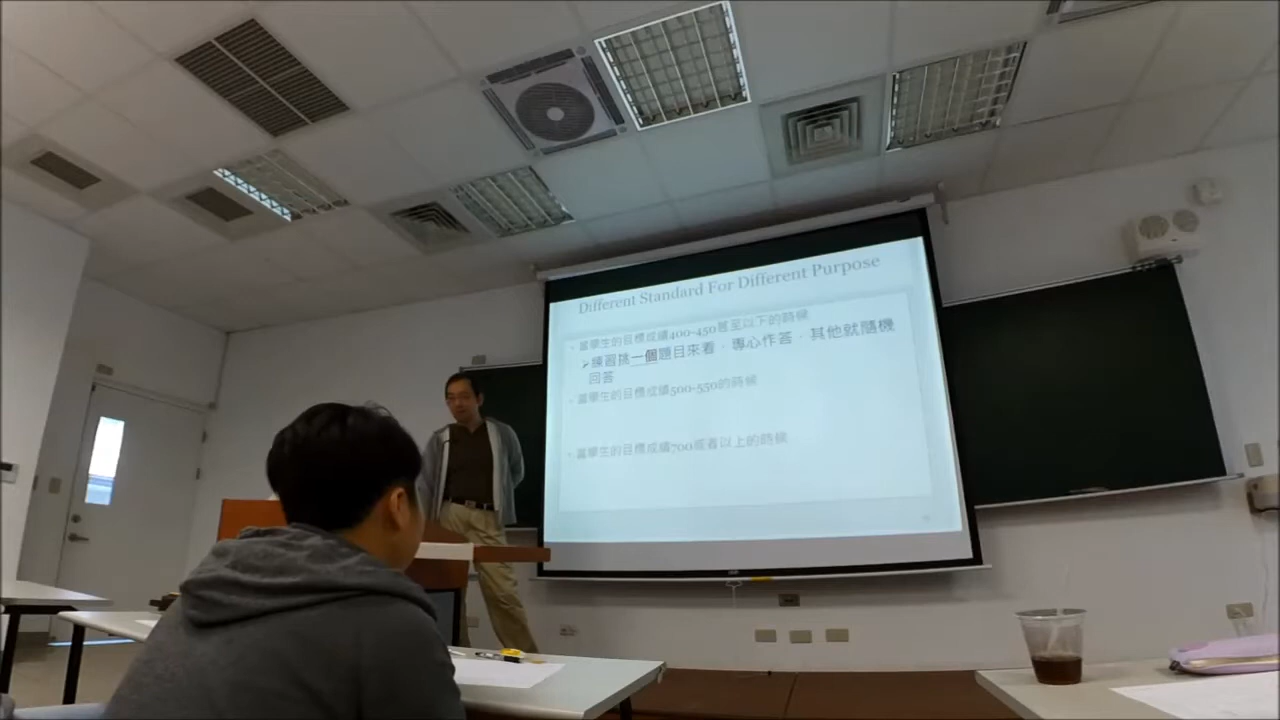 Different Standard For Different Purpose
當學生的目標成績400-450甚至以下的時候
練習挑一個題目來看，專心作答，其他就隨機
回答
當學生的目標成績500-550的時候
當學生的目標成績700或者以上的時候